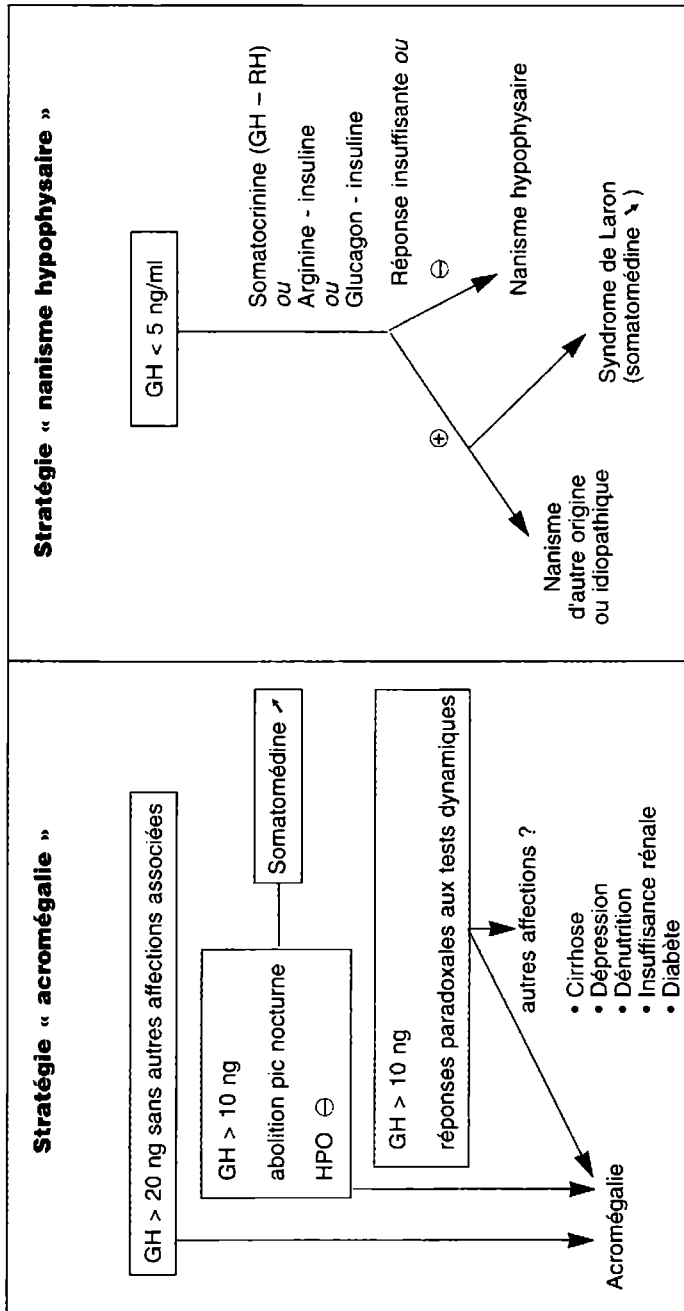 Stratégie « acromégalie »
GH > 20 ng sans autres affections associées
GH > 10 ng
abolition pic nocturne
HPO ⊖
Somatomédine ➚
GH > 10 ng
réponses paradoxales aux tests dynamiques
Acromégalie
autres affections ?
• Cirrhose
• Dépression
• Dénutrition
• Insuffisance rénale
• Diabète
Stratégie « nanisme hypophysaire »
GH < 5 ng/ml
Somatocrinine (GH – RH)
ou
Arginine - insuline
ou
Glucagon - insuline
Réponse insuffisante ou
⊕
⊖
Nanisme
d'autre origine
ou idiopathique
Syndrome de Laron
(somatomédine ➘)
Nanisme hypophysaire